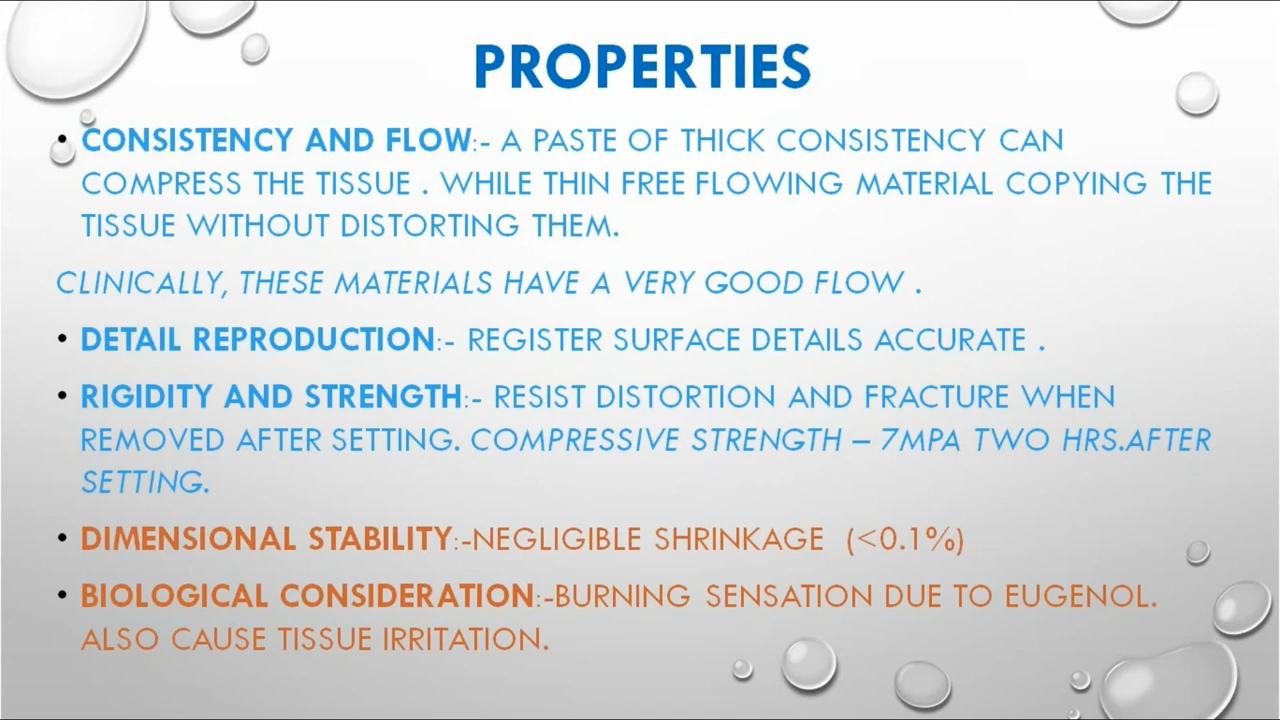 PROPERTIES
• CONSISTENCY AND FLOW:- A PASTE OF THICK CONSISTENCY CAN
COMPRESS THE TISSUE . WHILE THIN FREE FLOWING MATERIAL COPYING THE
TISSUE WITHOUT DISTORTING THEM.
CLINICALLY, THESE MATERIALS HAVE A VERY GOOD FLOW .
• DETAIL REPRODUCTION:- REGISTER SURFACE DETAILS ACCURATE .
• RIGIDITY AND STRENGTH:- RESIST DISTORTION AND FRACTURE WHEN
REMOVED AFTER SETTING. COMPRESSIVE STRENGTH – 7MPA TWO HRS.AFTER
SETTING.
• DIMENSIONAL STABILITY:-NEGLIGIBLE SHRINKAGE (<0.1%)
• BIOLOGICAL CONSIDERATION:-BURNING SENSATION DUE TO EUGENOL.
ALSO CAUSE TISSUE IRRITATION.